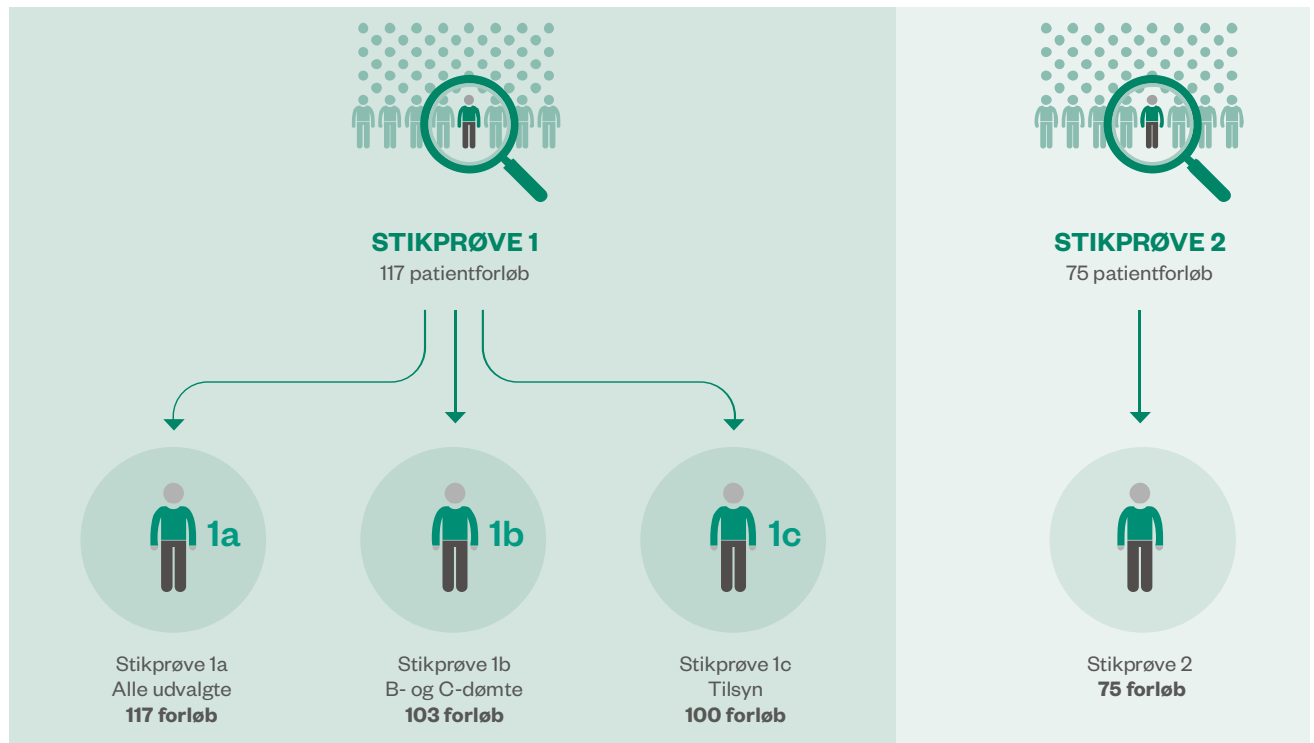 STIKPRØVE 1
117 patientforløb
STIKPRØVE 2
75 patientforløb
1a
1b
1c
Stikprøve 1a
Alle udvalgte
117 forløb
Stikprøve 1b
B- og C-dømte
103 forløb
Stikprøve 1c
Tilsyn
100 forløb
Stikprøve 2
75 forløb